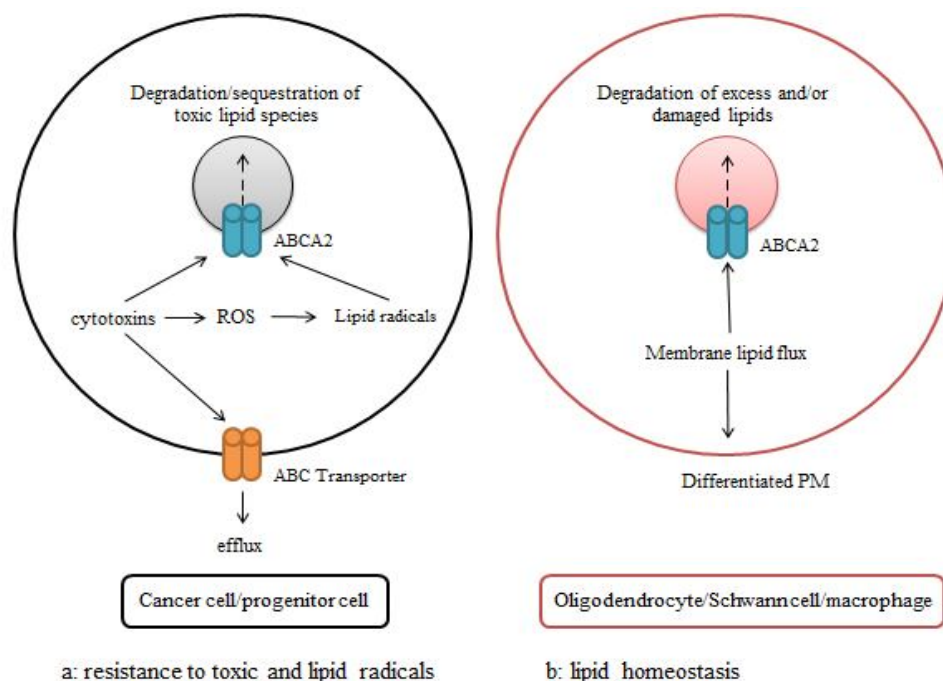 Degradation/sequestration of
toxic lipid species
ABCA2
cytotoxins
ROS
Lipid radicals
ABC Transporter
efflux
Cancer cell/progenitor cell
a: resistance to toxic and lipid radicals
Degradation of excess and/or
damaged lipids
ABCA2
Membrane lipid flux
Differentiated PM
Oligodendrocyte/Schwann cell/macrophage
b: lipid homeostasis